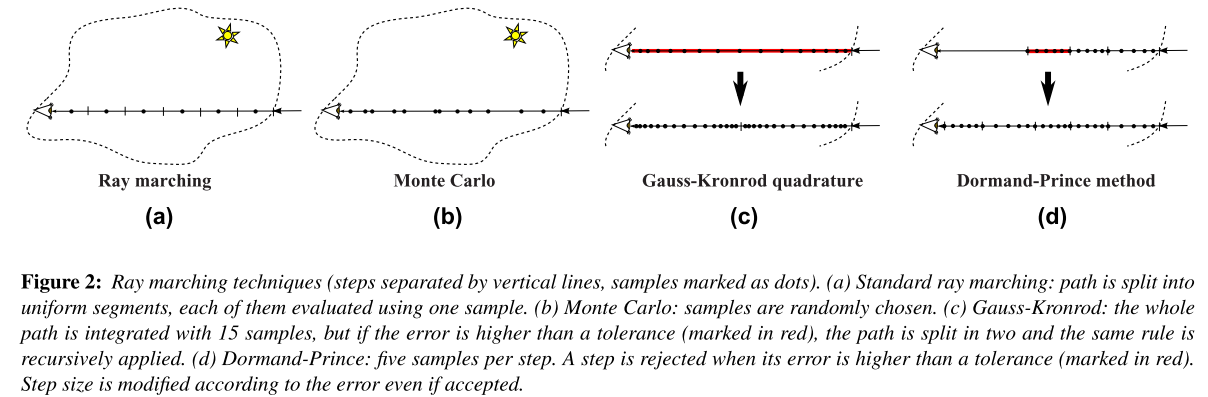 Ray marching
Monte Carlo
Gauss-Kronrod quadrature
Dormand-Prince method
(a)
(b)
(c)
(d)
Figure 2: Ray marching techniques (steps separated by vertical lines, samples marked as dots). (a) Standard ray marching: path is split into
uniform segments, each of them evaluated using one sample. (b) Monte Carlo: samples are randomly chosen. (c) Gauss-Kronrod: the whole
path is integrated with 15 samples, but if the error is higher than a tolerance (marked in red), the path is split in two and the same rule is
recursively applied. (d) Dormand-Prince: five samples per step. A step is rejected when its error is higher than a tolerance (marked in red).
Step size is modified according to the error even if accepted.